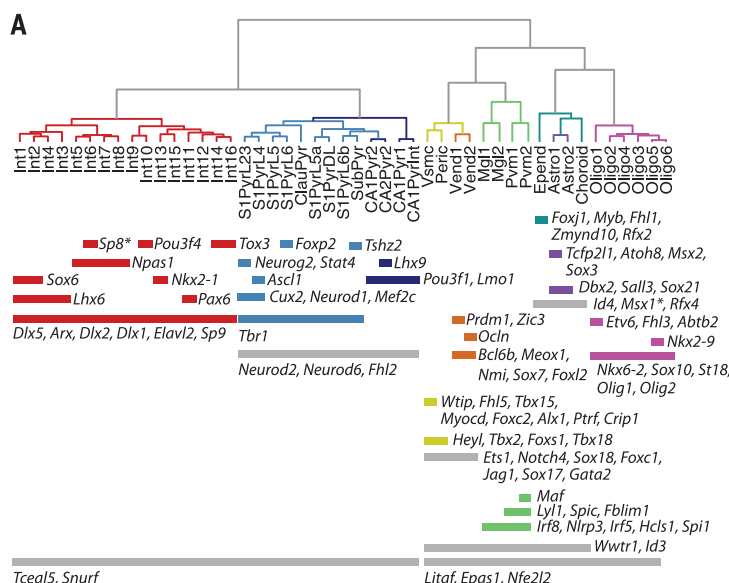 A
Int1
Int2
Int4
Int3
Int5
Int6
Int7
Int8
Int9
Int10
Int13
Int15
Int11
Int12
Int14
Int16
S1PyrL23
S1PyrL4
S1PyrL5
S1PyrL6
ClauPyr
S1PyrL5a
S1PyrDL
S1PyrL6b
SubPyr
CA1Pyr2
CA2Pyr2
CA1Pyr1
CA1PyrInt
Vsmc
Peric
Vend1
Vend2
Mgl1
Mgl2
Pvm1
Pvm2
Epend
Astro1
Astro2
Choroid
Oligo1
Oligo2
Oligo4
Oligo3
Oligo5
Oligo6
Sp8*
Pou3f4
Tox3
Foxp2
Tshz2
Npas1
Neurog2, Stat4
Lhx9
Sox6
Nkx2-1
Ascl1
Pou3f1, Lmo1
Lhx6
Pax6
Cux2, Neurod1, Mef2c
Dlx5, Arx, Dlx2, Dlx1, Elavl2, Sp9
Tbr1
Neurod2, Neurod6, Fhl2
Foxj1, Myb, Fhl1,
Zmynd10, Rfx2
Tcfp2l1, Atoh8, Msx2,
Sox3
Dbx2, Sall3, Sox21
Id4, Msx1*, Rfx4
Prdm1, Zic3
Etv6, Fhl3, Abtb2
Ocln
Nkx2-9
Bcl6b, Meox1,
Nmi, Sox7, Foxl2
Nkx6-2, Sox10, St18,
Olig1, Olig2
Wtip, Fhl5, Tbx15,
Myocd, Foxc2, Alx1, Ptrf, Crip1
Heyl, Tbx2, Foxs1, Tbx18
Ets1, Notch4, Sox18, Foxc1,
Jag1, Sox17, Gata2
Maf
Lyl1, Spic, Fblim1
Irf8, Nlrp3, Irf5, Hcls1, Spi1
Wwtr1, Id3
Tceal5, Snurf
Litaf, Epas1, Nfe2l2